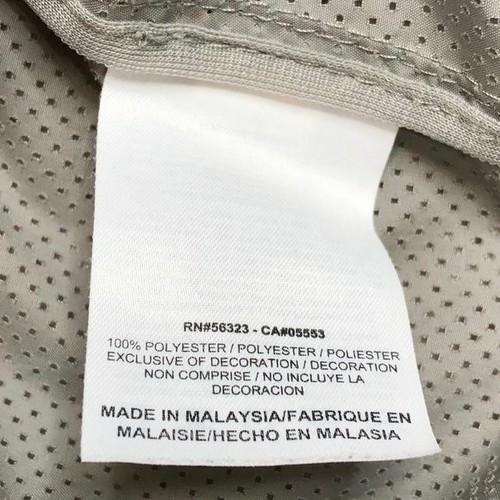 RN#56323 - CA#05553
100% POLYESTER / POLYESTER / POLIESTER
EXCLUSIVE OF DECORATION / DECORATION
NON COMPRISE / NO INCLUYE LA
DECORACION
MADE IN MALAYSIA/FABRIQUE EN
MALAISIE/HECHO EN MALASIA